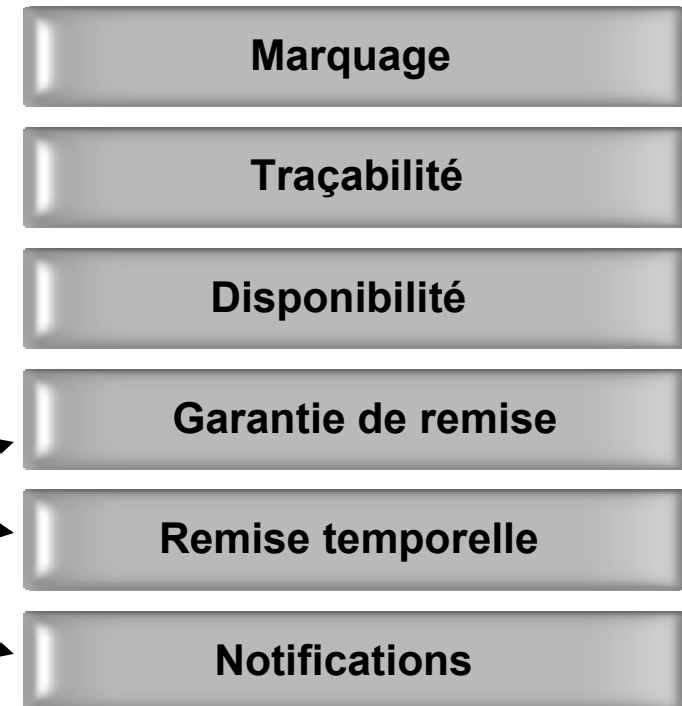 Marquage
Traçabilité
Disponibilité
Garantie de remise
Remise temporelle
Notifications